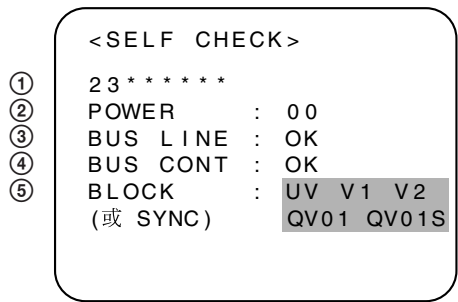 <SELF CHECK>
① 23******
② POWER : 00
③ BUS LINE : OK
④ BUS CONT : OK
⑤ BLOCK : UV V1 V2
(或 SYNC) QV01 QV01S